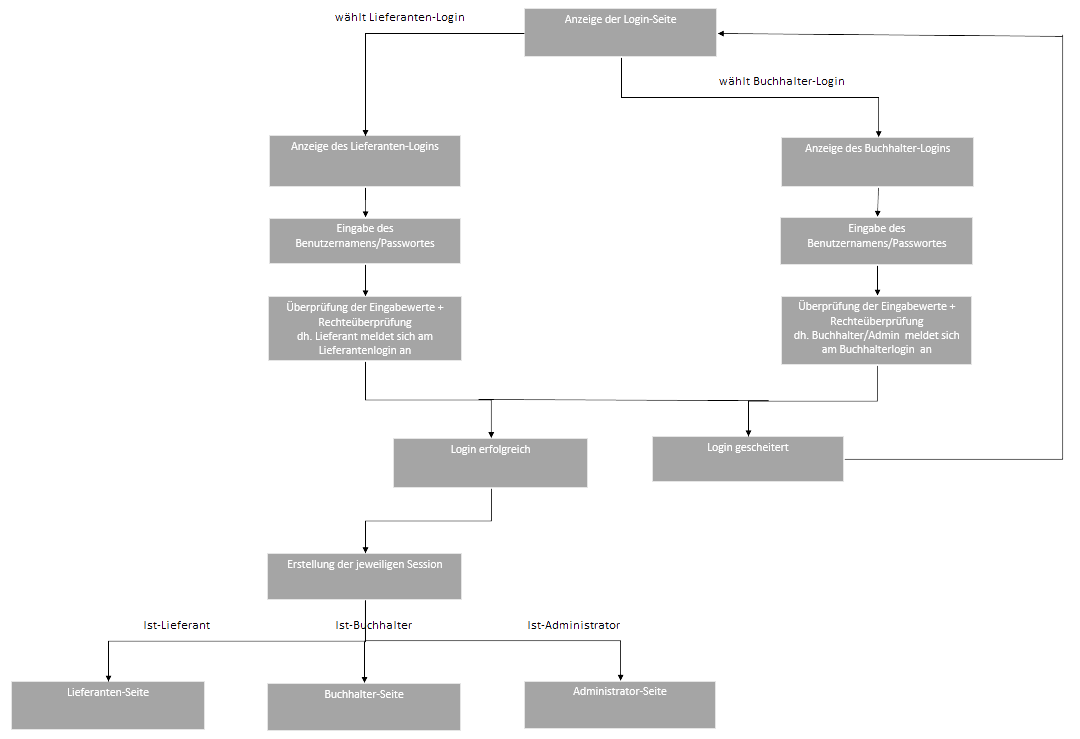 wählt Lieferanten-Login
Anzeige der Login-Seite
wählt Buchhalter-Login
Anzeige des Lieferanten-Logins
Anzeige des Buchhalter-Logins
Eingabe des
Benutzernamens/Passwortes
Eingabe des
Benutzernamens/Passwortes
Überprüfung der Eingabewerte +
Rechteüberprüfung
dh. Lieferant meldet sich am
Lieferantenlogin an
Überprüfung der Eingabewerte +
Rechteüberprüfung
dh. Buchhalter/Admin meldet sich
am Buchhalterlogin an
Login erfolgreich
Login gescheitert
Erstellung der jeweiligen Session
Ist-Lieferant
Ist-Buchhalter
Ist-Administrator
Lieferanten-Seite
Buchhalter-Seite
Administrator-Seite